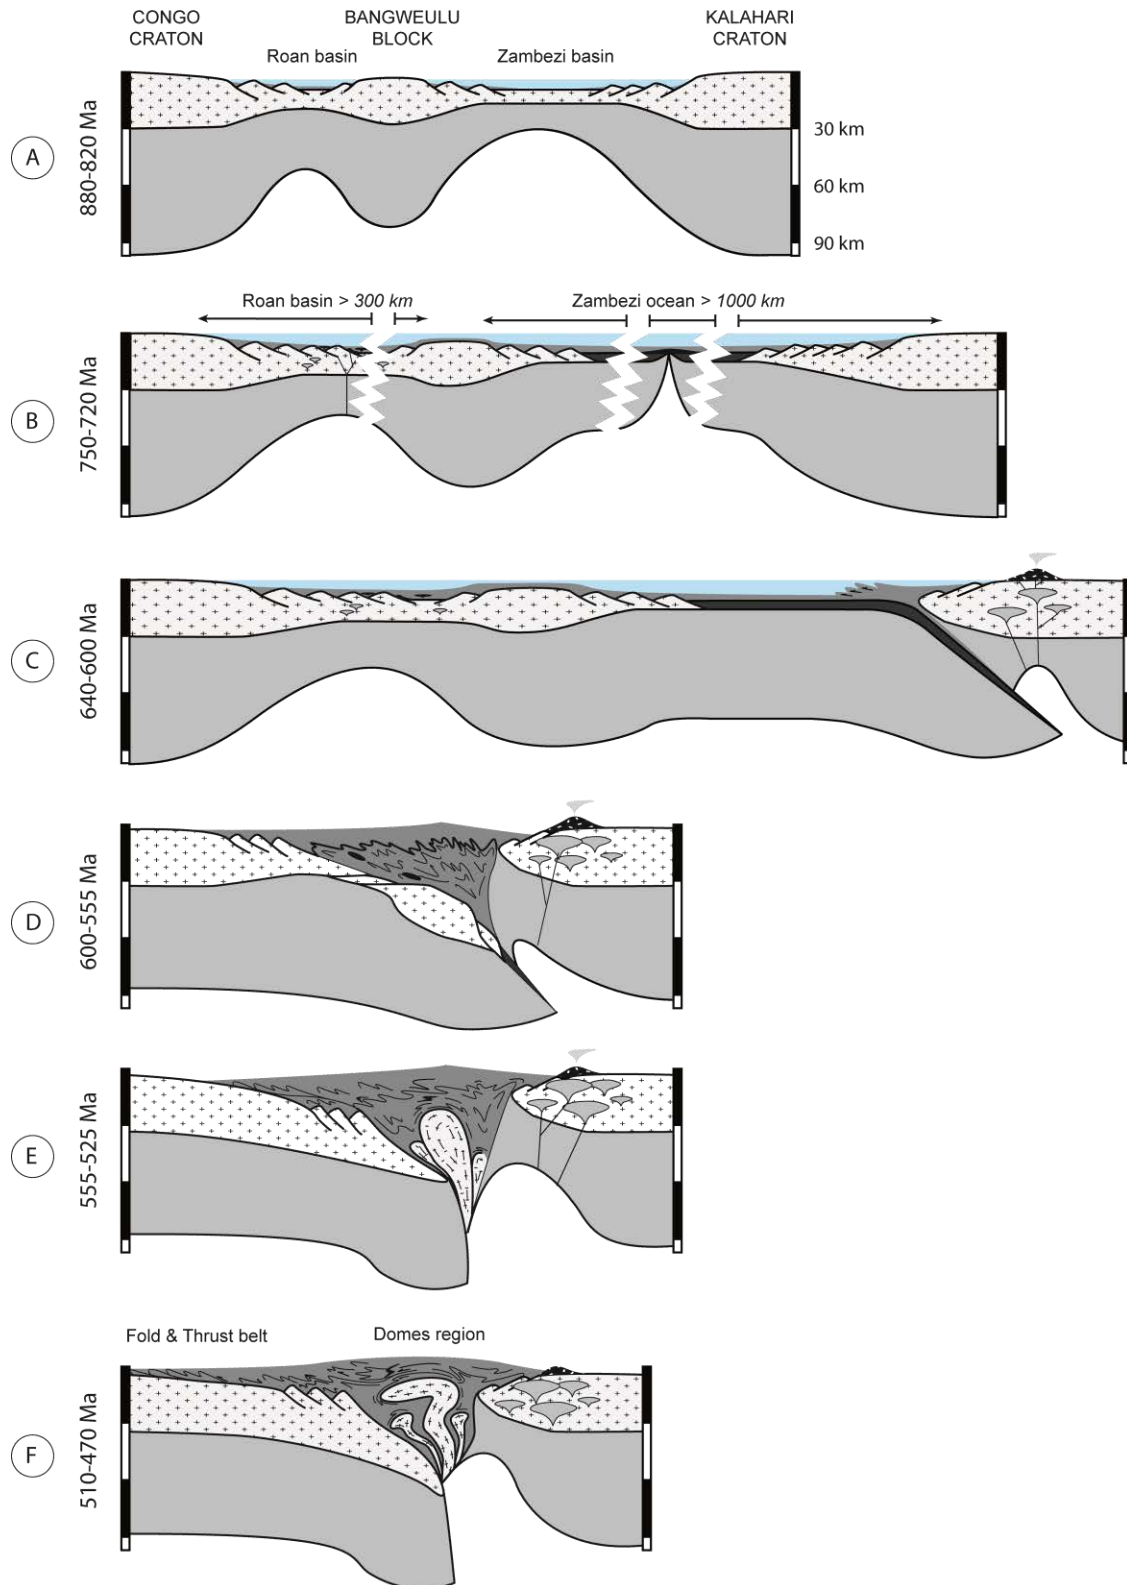 CONGO
CRATON
BANGWEULU
BLOCK
KALAHARI
CRATON
Roan basin
Zambezi basin
A
880-820 Ma
30 km
60 km
90 km
Roan basin > 300 km
Zambezi ocean > 1000 km
B
750-720 Ma
C
640-600 Ma
D
600-555 Ma
E
555-525 Ma
Fold & Thrust belt
Domes region
F
510-470 Ma